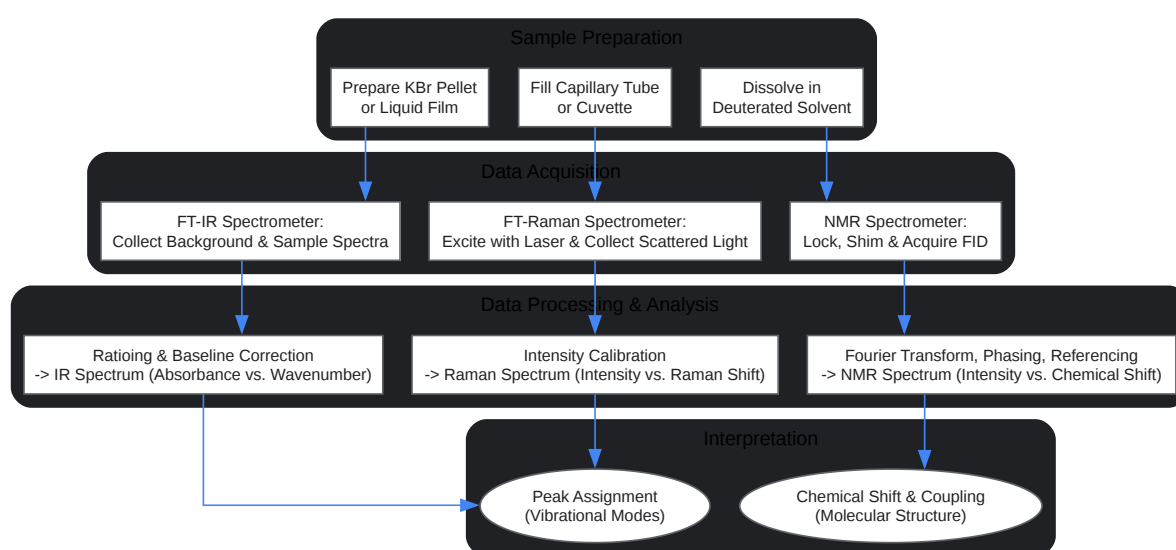 Sample Preparation
Prepare KBr Pellet
or Liquid Film
Fill Capillary Tube
or Cuvette
Dissolve in
Deuterated Solvent
Data Acquisition
FT-IR Spectrometer:
Collect Background & Sample Spectra
FT-Raman Spectrometer:
Excite with Laser & Collect Scattered Light
NMR Spectrometer:
Lock, Shim & Acquire FID
Data Processing & Analysis
Ratioing & Baseline Correction
-> IR Spectrum (Absorbance vs. Wavenumber)
Intensity Calibration
-> Raman Spectrum (Intensity vs. Raman Shift)
Fourier Transform, Phasing, Referencing
-> NMR Spectrum (Intensity vs. Chemical Shift)
Interpretation
Peak Assignment
(Vibrational Modes)
Chemical Shift & Coupling
(Molecular Structure)